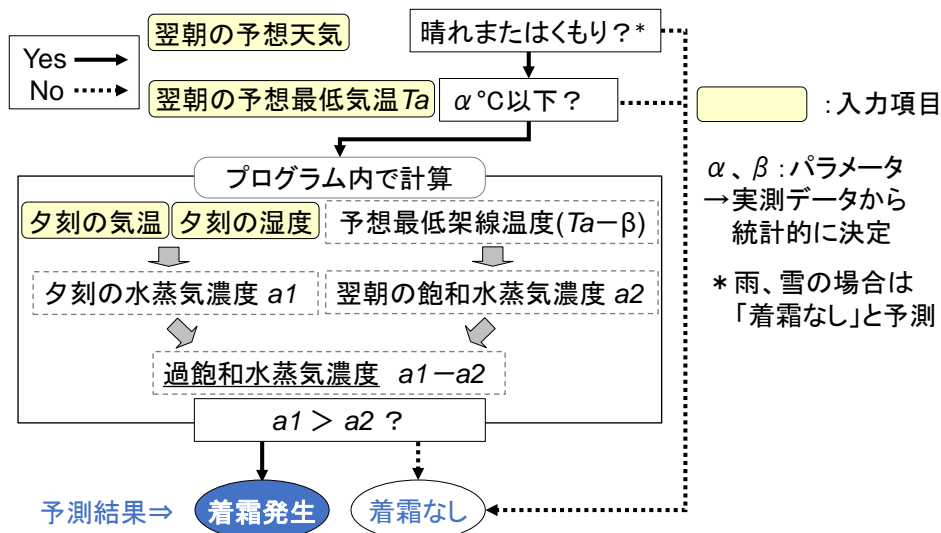 Yes
No
翌朝の予想天気
晴れまたはくもり？*
翌朝の予想最低気温Ta
α℃以下？
：入力項目
プログラム内で計算
α、β：パラメータ
→実測データから
統計的に決定
夕刻の気温
夕刻の湿度
予想最低架線温度(Ta－β)
夕刻の水蒸気濃度 a1
翌朝の飽和水蒸気濃度 a2
＊雨、雪の場合は
「着霜なし」と予測
過飽和水蒸気濃度 a1－a2
a1 ＞ a2 ？
予測結果⇒
着霜発生
着霜なし